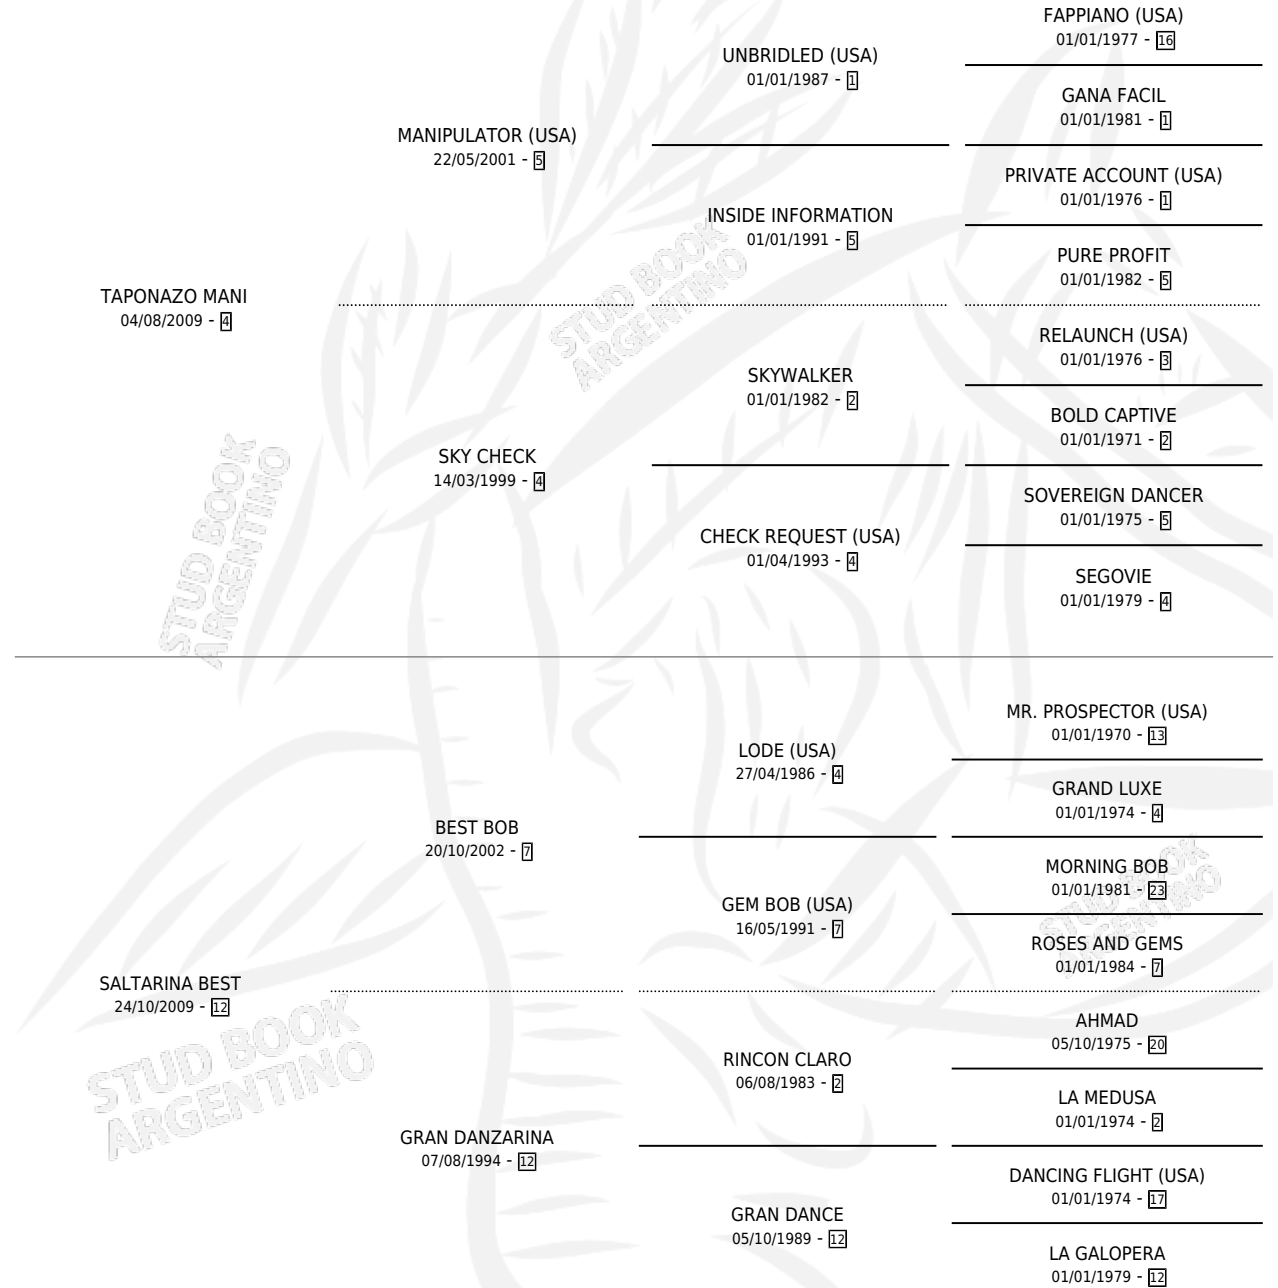 FAPPIANO (USA)
01/01/1977 - 16
UNBRIDLED (USA)
01/01/1987 - 1
GANA FACIL
01/01/1981 - 1
MANIPULATOR (USA)
22/05/2001 - 5
PRIVATE ACCOUNT (USA)
01/01/1976 - 1
INSIDE INFORMATION
01/01/1991 - 5
PURE PROFIT
01/01/1982 - 5
TAPONAZO MANI
04/08/2009 - 4
RELAUNCH (USA)
01/01/1976 - 3
SKYWALKER
01/01/1982 - 2
BOLD CAPTIVE
01/01/1971 - 2
SKY CHECK
14/03/1999 - 4
SOVEREIGN DANCER
01/01/1975 - 5
CHECK REQUEST (USA)
01/04/1993 - 4
SEGOVIE
01/01/1979 - 4
MR. PROSPECTOR (USA)
01/01/1970 - 13
LODE (USA)
27/04/1986 - 4
GRAND LUXE
01/01/1974 - 4
BEST BOB
20/10/2002 - 7
MORNING BOB
01/01/1981 - 23
GEM BOB (USA)
16/05/1991 - 7
ROSES AND GEMS
01/01/1984 - 7
SALTARINA BEST
24/10/2009 - 12
AHMAD
05/10/1975 - 20
RINCON CLARO
06/08/1983 - 2
LA MEDUSA
01/01/1974 - 2
GRAN DANZARINA
07/08/1994 - 12
DANCING FLIGHT (USA)
01/01/1974 - 17
GRAN DANCE
05/10/1989 - 12
LA GALOPERA
01/01/1979 - 12
STUD BOOK
ARGENTINO
STUD BOOK
ARGENTINO
STUD BOOK
ARGENTINO
STUD BOOK
ARGENTINO